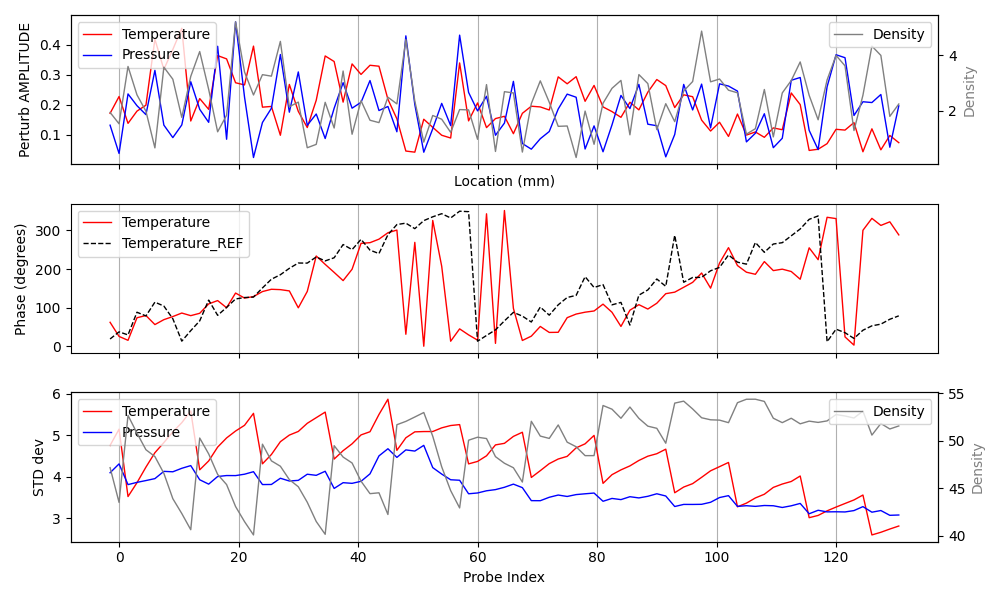 Perturb AMPLITUDE
0.4
0.3
0.2
0.1
Temperature
Pressure
Density
4
2
Density
Location (mm)
Phase (degrees)
300
200
100
0
Temperature
Temperature_REF
STD dev
6
5
4
3
Temperature
Pressure
Density
55
50
45
40
Density
0 20 40 60 80 100 120
Probe Index